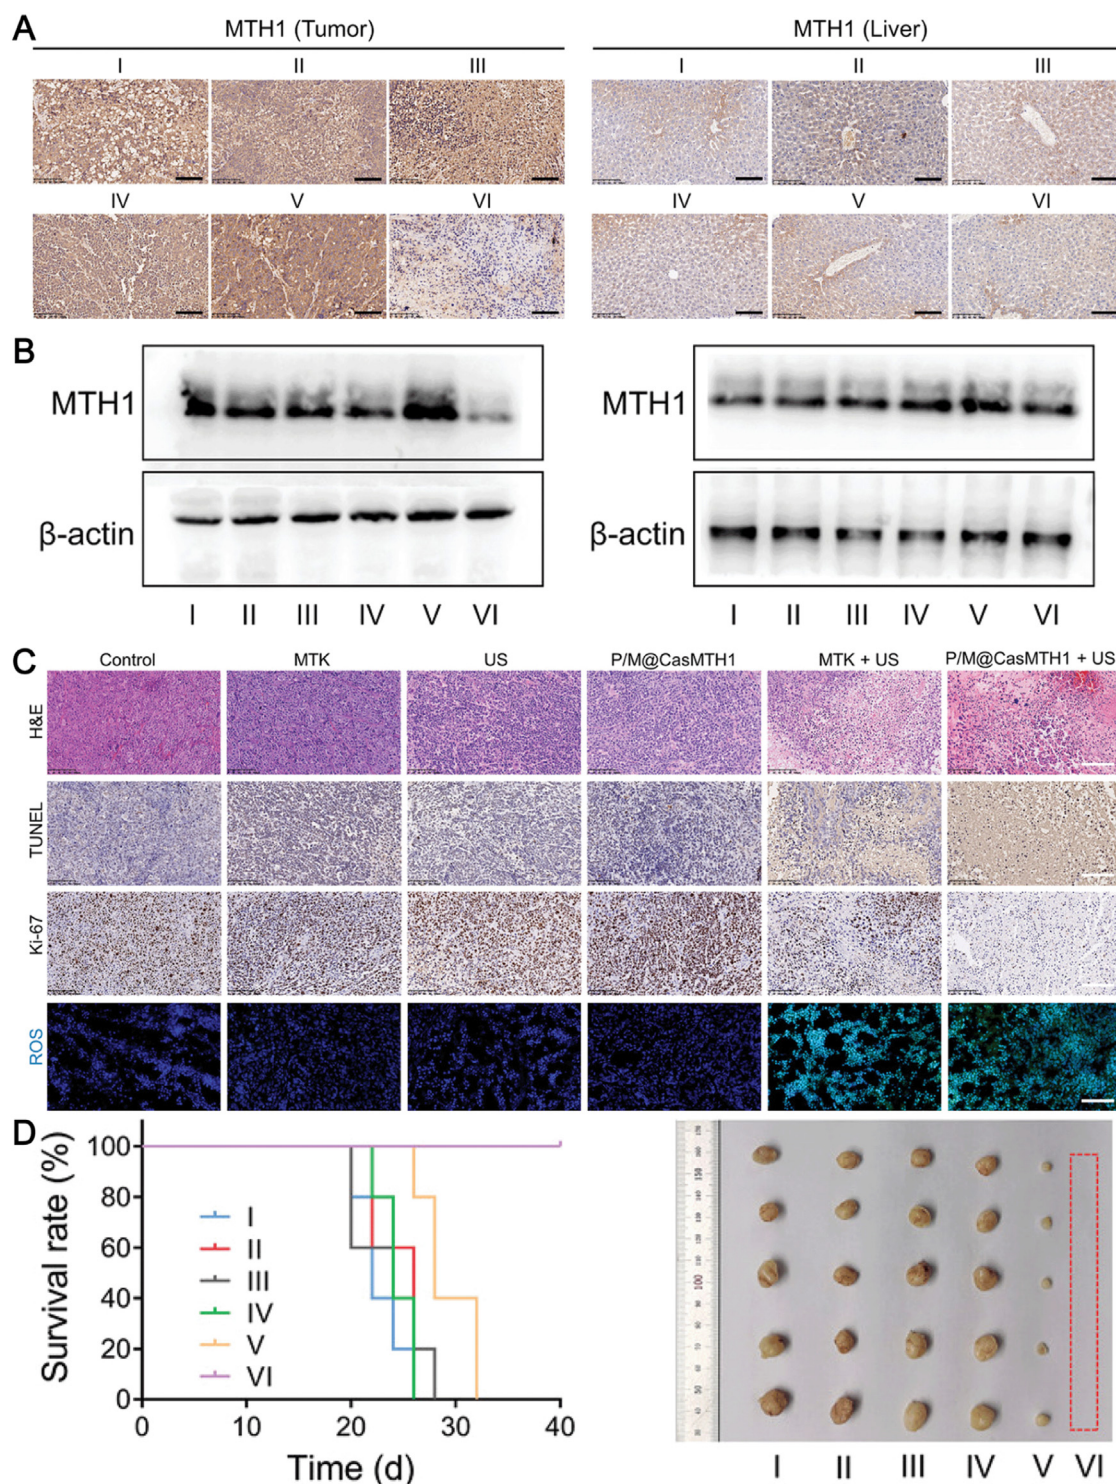 A
MTH1 (Tumor)
MTH1 (Liver)
I II III
I II III
IV V VI
IV V VI
B
MTH1
MTH1
β-actin
β-actin
I II III IV V VI
I II III IV V VI
C
Control MTK US P/M@CasMTH1 MTK + US P/M@CasMTH1 + US
H&E
TUNEL
Ki-67
ROS
D
Survival rate (%)
100
80
60
40
20
0
I
II
III
IV
V
VI
0 10 20 30 40
Time (d)
I II III IV V VI